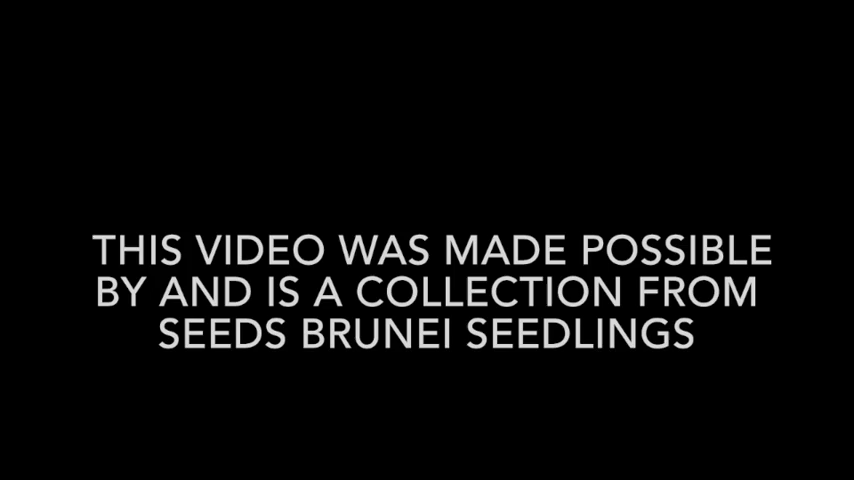 THIS VIDEO WAS MADE POSSIBLE
BY AND IS A COLLECTION FROM
SEEDS BRUNEI SEEDLINGS